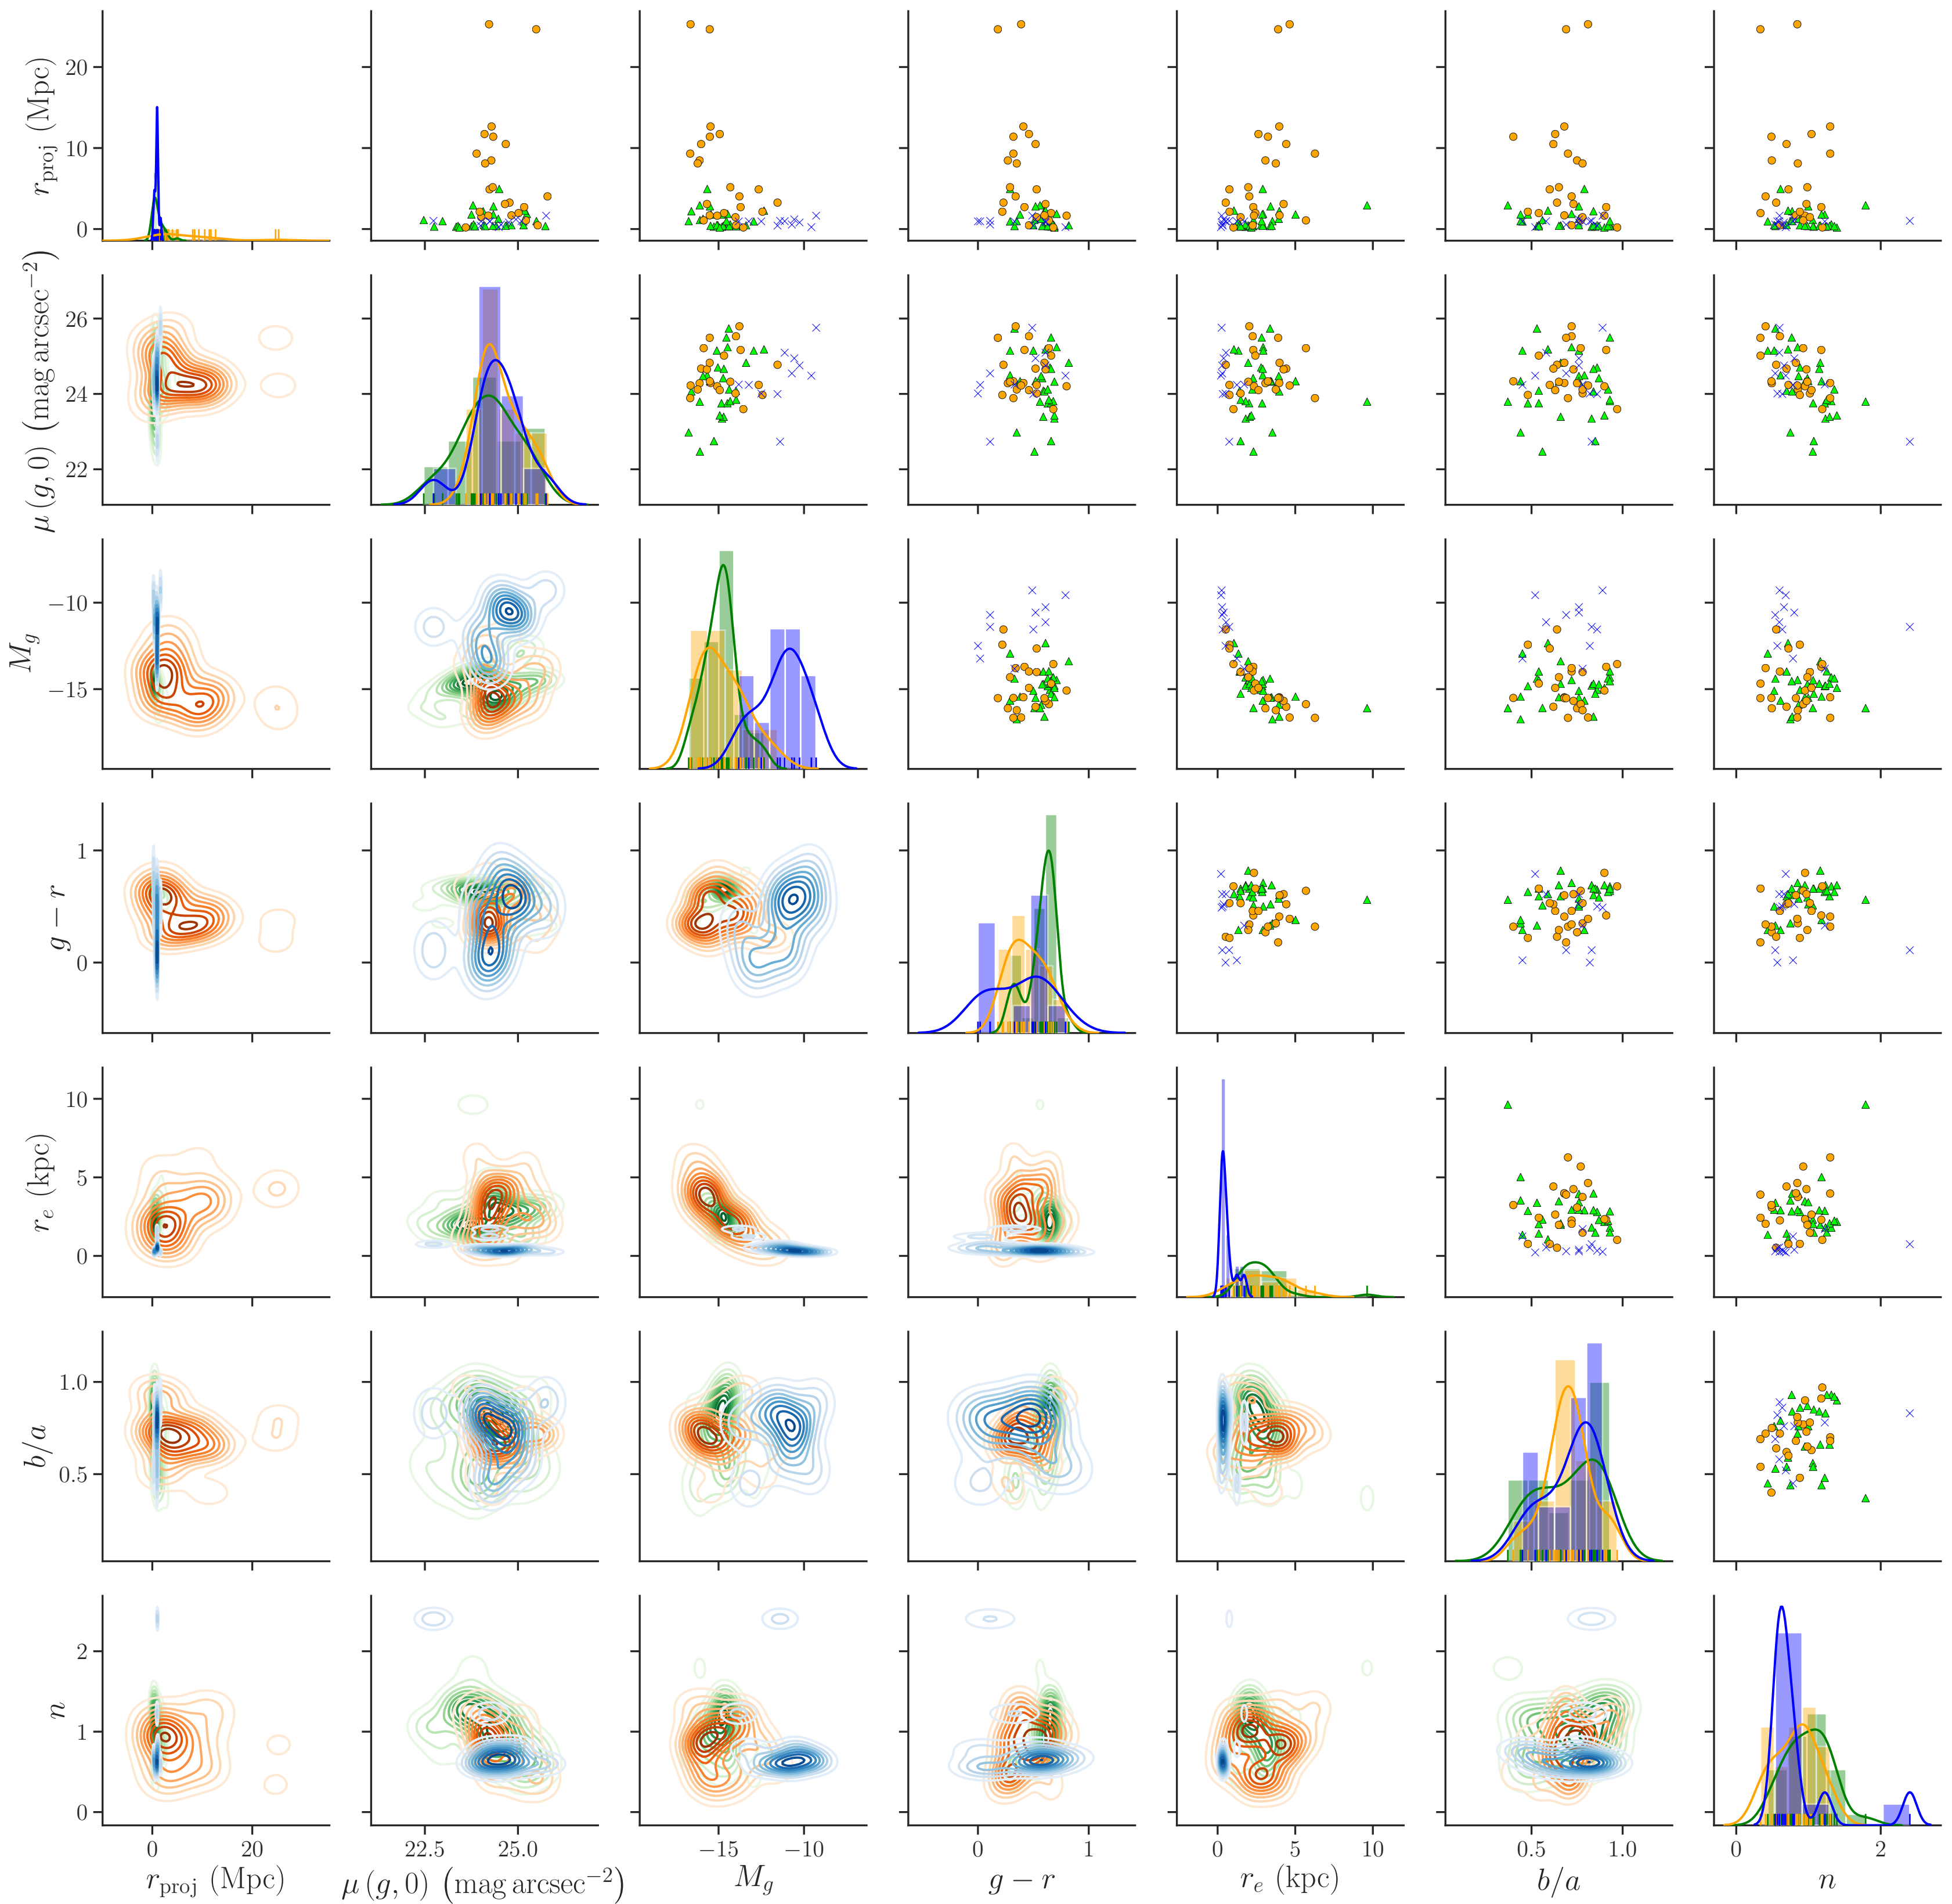 r_proj (Mpc)
20
10
0
μ(g, 0) (mag arcsec⁻²)
26
24
22
M_g
−10
−15
g − r
1
0
r_e (kpc)
10
5
0
b/a
1.0
0.5
n
2
1
0
0 20 22.5 25.0 −15 −10 0 1 0 5 10 0.5 1.0 0 2
r_proj (Mpc) μ(g, 0) (mag arcsec⁻²) M_g g − r r_e (kpc) b/a n